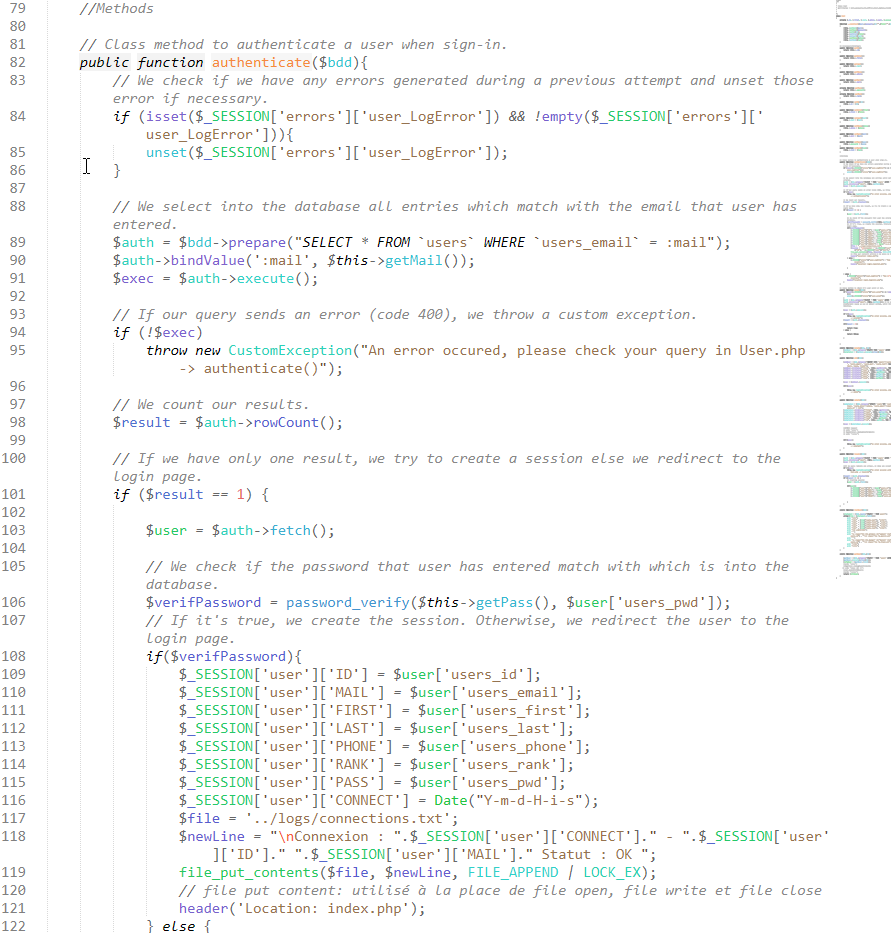 79 //Methods
80
81 // Class method to authenticate a user when sign-in.
82 public function authenticate($bdd){
83 // We check if we have any errors generated during a previous attempt and unset those
error if necessary.
84 if (isset($_SESSION['errors']['user_LogError']) && !empty($_SESSION['errors']['
user_LogError'])){
85 unset($_SESSION['errors']['user_LogError']);
86 }
87
88 // We select into the database all entries which match with the email that user has
entered.
89 $auth = $bdd->prepare("SELECT * FROM `users` WHERE `users_email` = :mail");
90 $auth->bindValue(':mail', $this->getMail());
91 $exec = $auth->execute();
92
93 // If our query sends an error (code 400), we throw a custom exception.
94 if (!$exec)
95 throw new CustomException("An error occured, please check your query in User.php
-> authenticate()");
96
97 // We count our results.
98 $result = $auth->rowCount();
99
100 // If we have only one result, we try to create a session else we redirect to the
login page.
101 if ($result == 1) {
102
103 $user = $auth->fetch();
104
105 // We check if the password that user has entered match with which is into the
database.
106 $verifPassword = password_verify($this->getPass(), $user['users_pwd']);
107 // If it's true, we create the session. Otherwise, we redirect the user to the
login page.
108 if($verifPassword){
109 $_SESSION['user']['ID'] = $user['users_id'];
110 $_SESSION['user']['MAIL'] = $user['users_email'];
111 $_SESSION['user']['FIRST'] = $user['users_first'];
112 $_SESSION['user']['LAST'] = $user['users_last'];
113 $_SESSION['user']['PHONE'] = $user['users_phone'];
114 $_SESSION['user']['RANK'] = $user['users_rank'];
115 $_SESSION['user']['PASS'] = $user['users_pwd'];
116 $_SESSION['user']['CONNECT'] = Date("Y-m-d-H-i-s");
117 $file = '../logs/connections.txt';
118 $newLine = "\nConnexion : ".$_SESSION['user']['CONNECT']." - ".$_SESSION['user'
]['ID']." ".$_SESSION['user']['MAIL']." Statut : OK ";
119 file_put_contents($file, $newLine, FILE_APPEND | LOCK_EX);
120 // file put content: utilisé à la place de file open, file write et file close
121 header('Location: index.php');
122 } else {